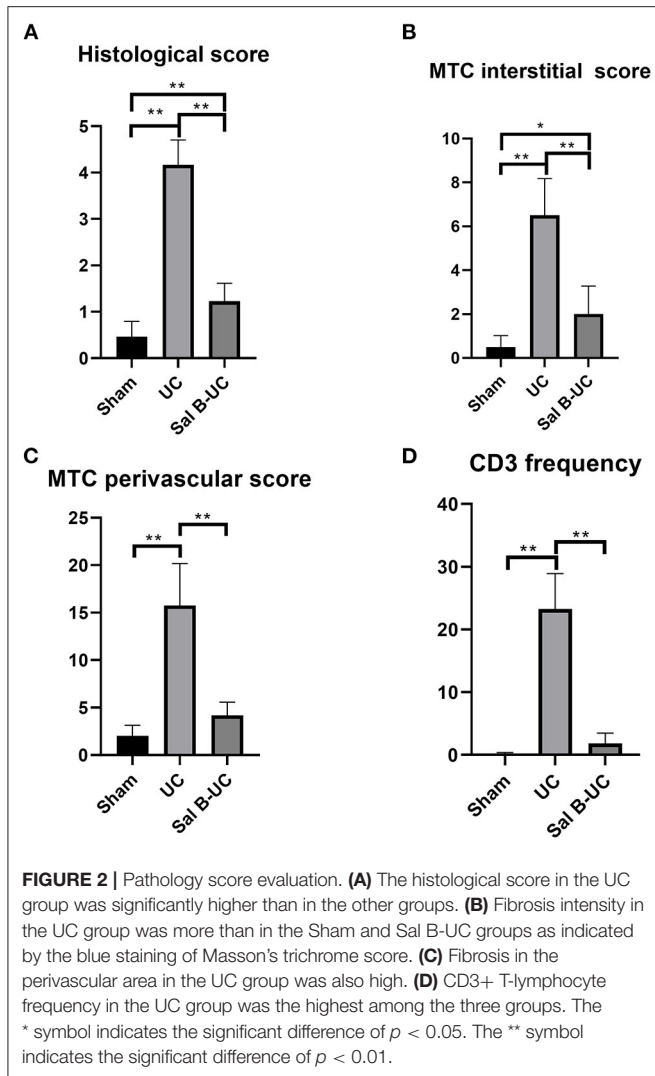 A
Histological score
**
**
**
5
4
3
2
1
0
Sham
UC
Sal B-UC
B
MTC interstitial score
*
**
**
10
8
6
4
2
0
Sham
UC
Sal B-UC
C
MTC perivascular score
**
**
25
20
15
10
5
0
Sham
UC
Sal B-UC
D
CD3 frequency
**
**
40
30
20
10
0
Sham
UC
Sal B-UC
FIGURE 2 | Pathology score evaluation. (A) The histological score in the UC
group was significantly higher than in the other groups. (B) Fibrosis intensity in
the UC group was more than in the Sham and Sal B-UC groups as indicated
by the blue staining of Masson's trichrome score. (C) Fibrosis in the
perivascular area in the UC group was also high. (D) CD3+ T-lymphocyte
frequency in the UC group was the highest among the three groups. The
* symbol indicates the significant difference of p < 0.05. The ** symbol
indicates the significant difference of p < 0.01.